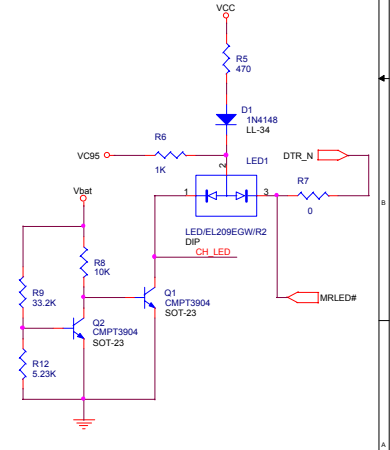 VCC
R5
470
D1
1N4148
LL-34
R6
VC95
1K
2
LED1
DTR_N
R7
1
3
0
Vbat
LED/EL209EGW/R2
DIP
CH_LED
R8
10K
R9
33.2K
Q1
CMPT3904
SOT-23
MRLED#
Q2
CMPT3904
SOT-23
R12
5.23K
B
A